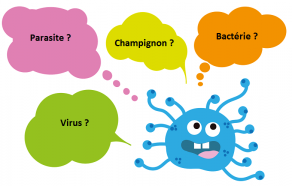 Parasite ?
Champignon ?
Bactérie ?
Virus ?